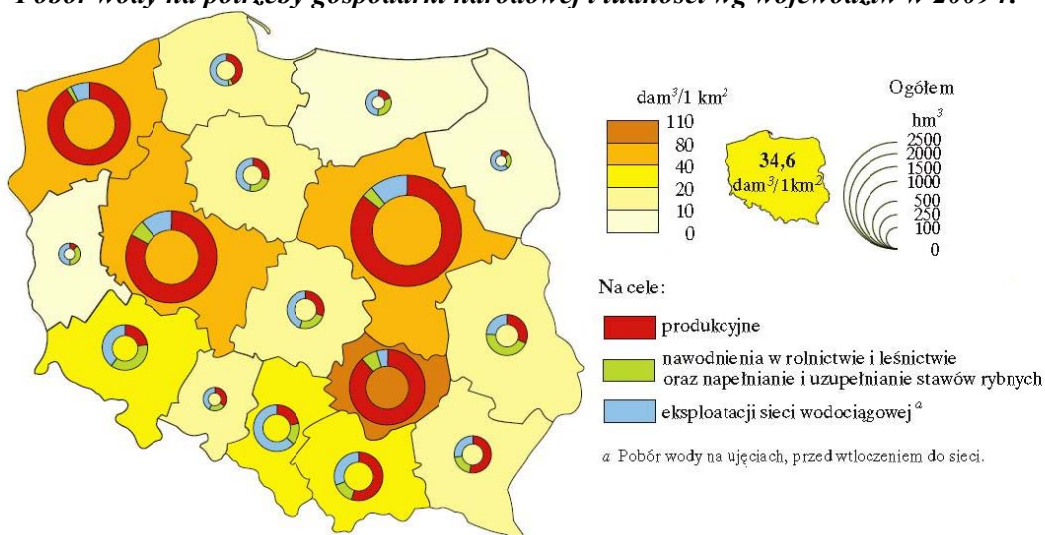 Pobór wody na potrzeby gospodarki narodowej i ludności wg województw w 2009 r.
dam³/1 km²
110
80
40
20
10
0
34,6
dam³/1km²
Ogółem
hm³
2500
2000
1500
1000
500
250
100
0
Na cele:
produkcyjne
nawodnienia w rolnictwie i leśnictwie
oraz napełnianie i uzupełnianie stawów rybnych
eksploatacji sieci wodociągowej a
a Pobór wody na ujęciach, przed wtłoczeniem do sieci.